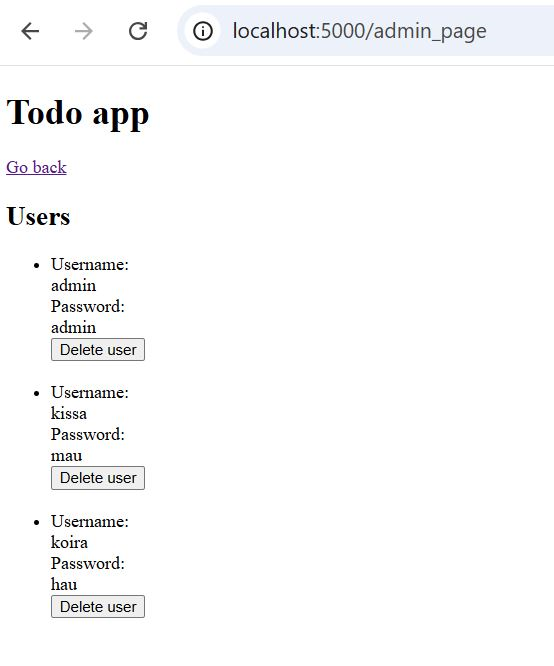 localhost:5000/admin_page
Todo app
Go back
Users
Username:
admin
Password:
admin
Delete user
Username:
kissa
Password:
mau
Delete user
Username:
koira
Password:
hau
Delete user